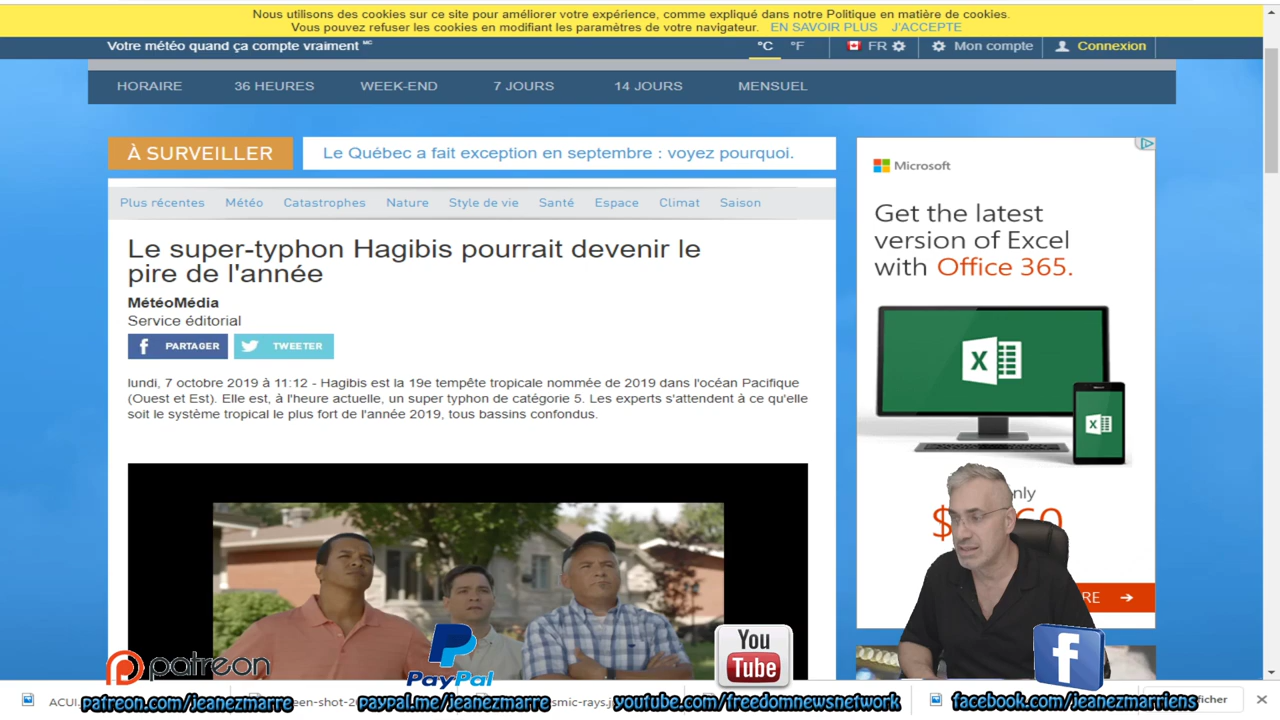 Nous utilisons des cookies sur ce site pour améliorer votre expérience, comme expliqué dans notre Politique en matière de cookies.
Vous pouvez refuser les cookies en modifiant les paramètres de votre navigateur. EN SAVOIR PLUS J'ACCEPTE
Votre météo quand ça compte vraiment MC
°C °F FR Mon compte Connexion
HORAIRE 36 HEURES WEEK-END 7 JOURS 14 JOURS MENSUEL
À SURVEILLER
Le Québec a fait exception en septembre : voyez pourquoi.
Plus récentes Météo Catastrophes Nature Style de vie Santé Espace Climat Saison
Le super-typhon Hagibis pourrait devenir le
pire de l'année
MétéoMédia
Service éditorial
PARTAGER TWEETER
lundi, 7 octobre 2019 à 11:12 - Hagibis est la 19e tempête tropicale nommée de 2019 dans l'océan Pacifique
(Ouest et Est). Elle est, à l'heure actuelle, un super typhon de catégorie 5. Les experts s'attendent à ce qu'elle
soit le système tropical le plus fort de l'année 2019, tous bassins confondus.
Microsoft
Get the latest
version of Excel
with Office 365.
patreon
PayPal
You
Tube
ACUI.
patreon.com/jeanezmarre
paypal.me/jeanezmarre
smic-rays.j
youtube.com/freedomnewsnetwork
facebook.com/jeanezmarriens